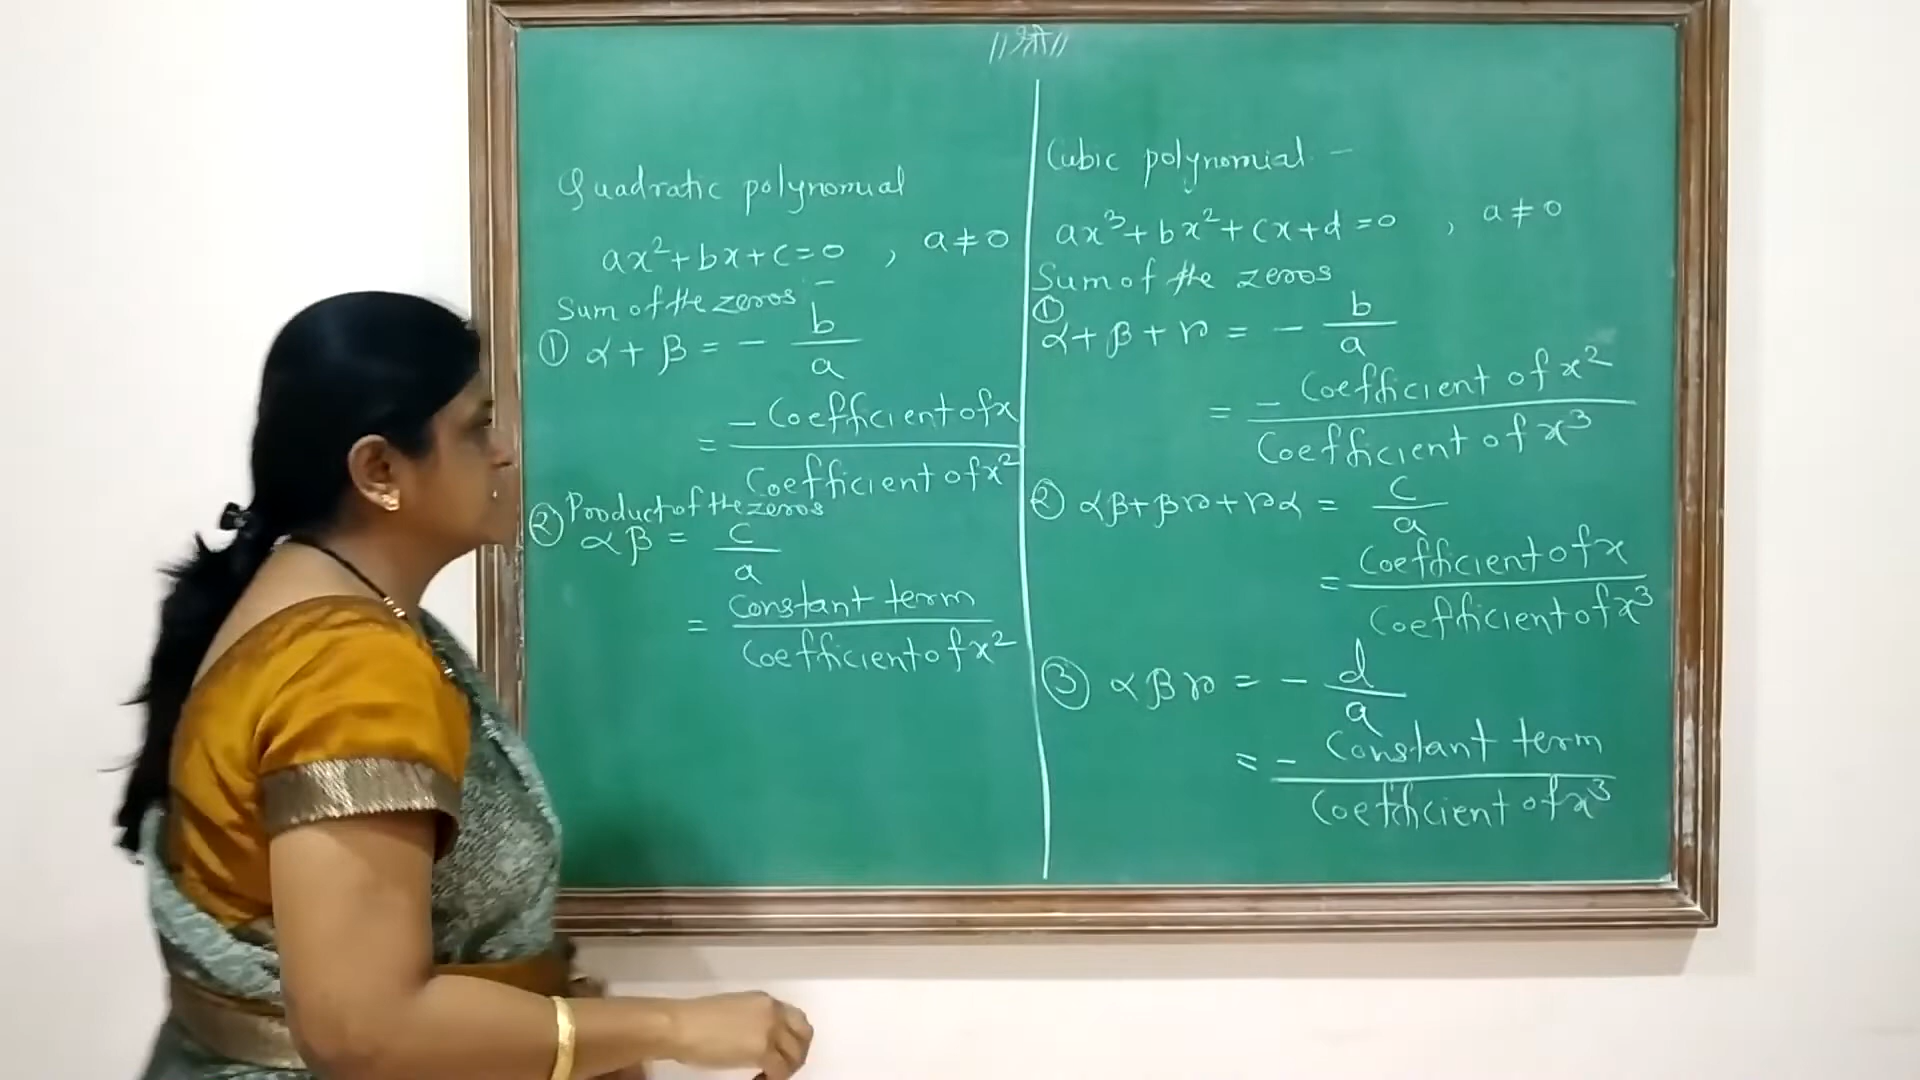 ||श्री||
Quadratic polynomial
ax²+bx+c=0 , a≠0
Sum of the zeros -
① α+β = - b/a
= - Coefficient of x / Coefficient of x²
② Product of the zeros
αβ = c/a
= Constant term / Coefficient of x²
Cubic polynomial -
ax³+bx²+cx+d=0 , a≠0
Sum of the zeros
①
α+β+γ = - b/a
= - Coefficient of x² / Coefficient of x³
② αβ+βγ+γα = c/a
= Coefficient of x / Coefficient of x³
③ αβγ = - d/a
= - Constant term / Coefficient of x³